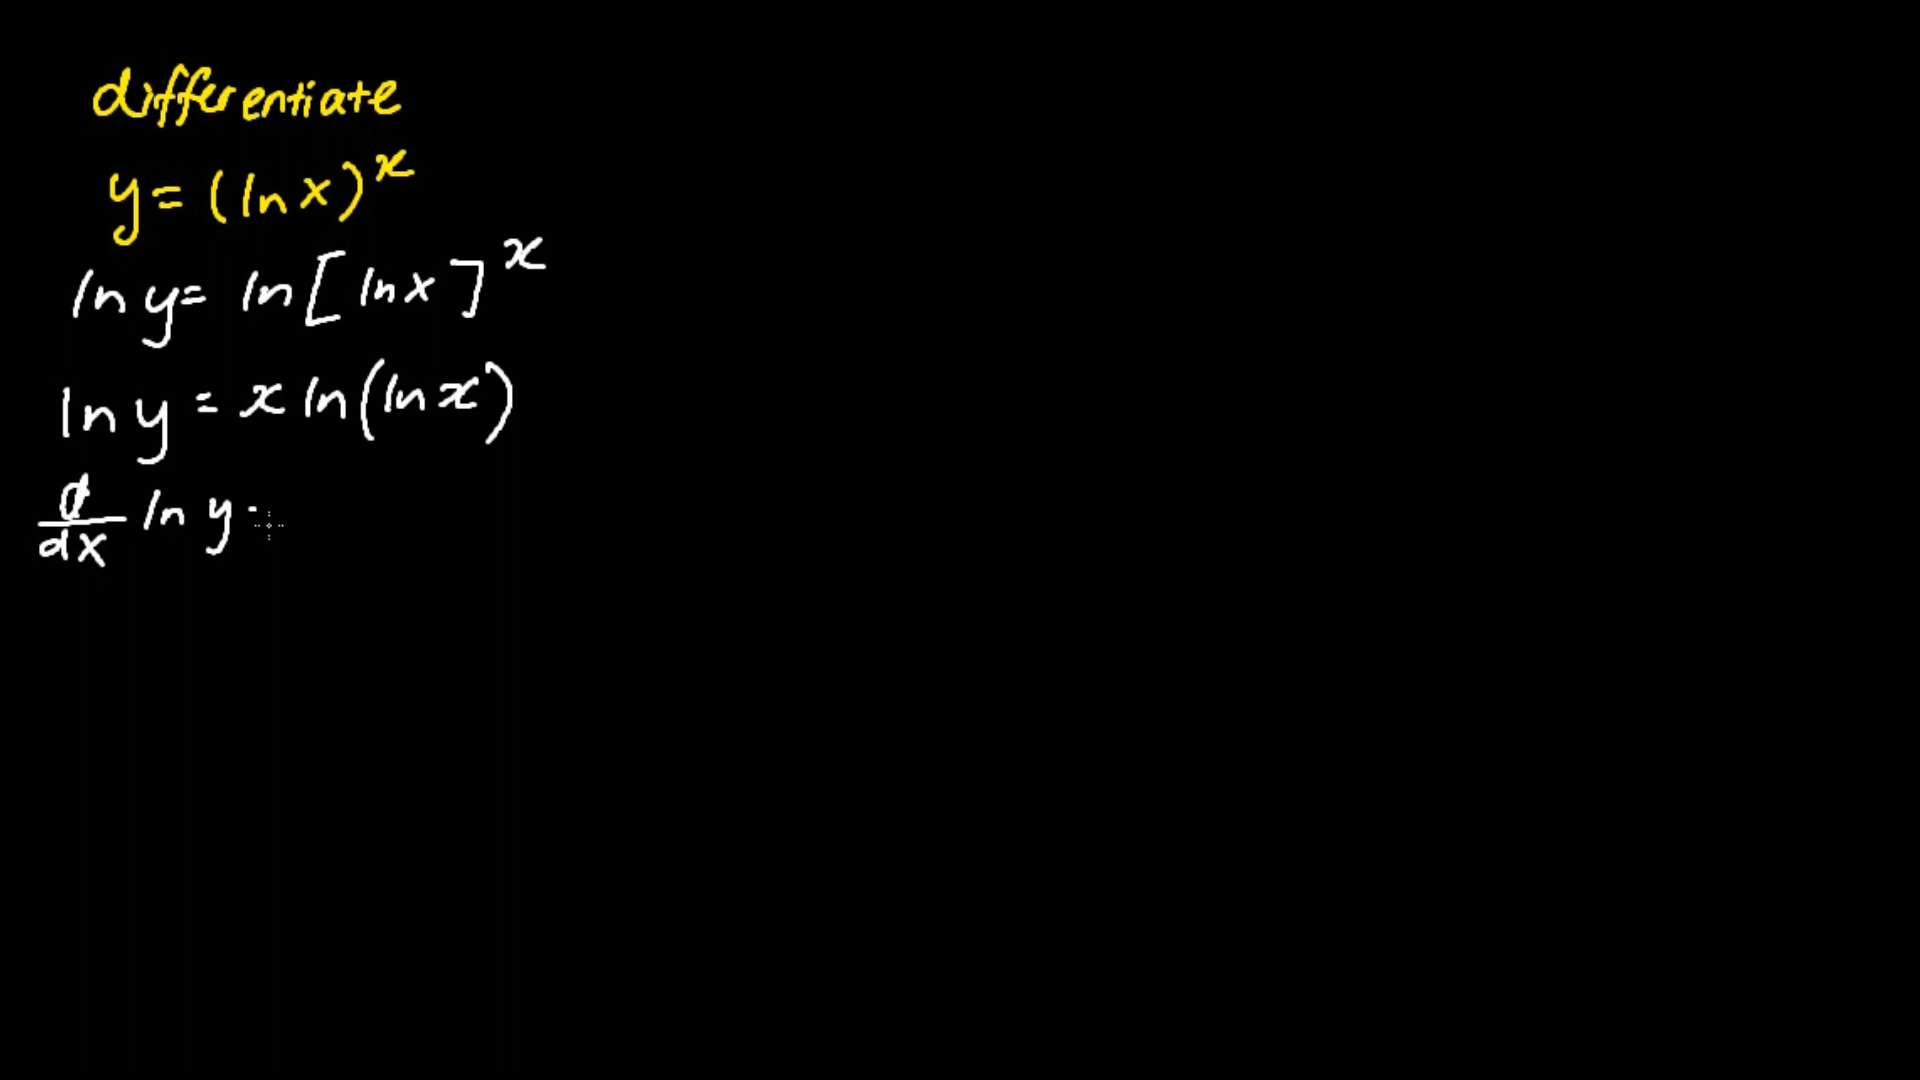 differentiate
y = (ln x)^x
ln y = ln [ln x]^x
ln y = x ln(ln x)
d/dx ln y -